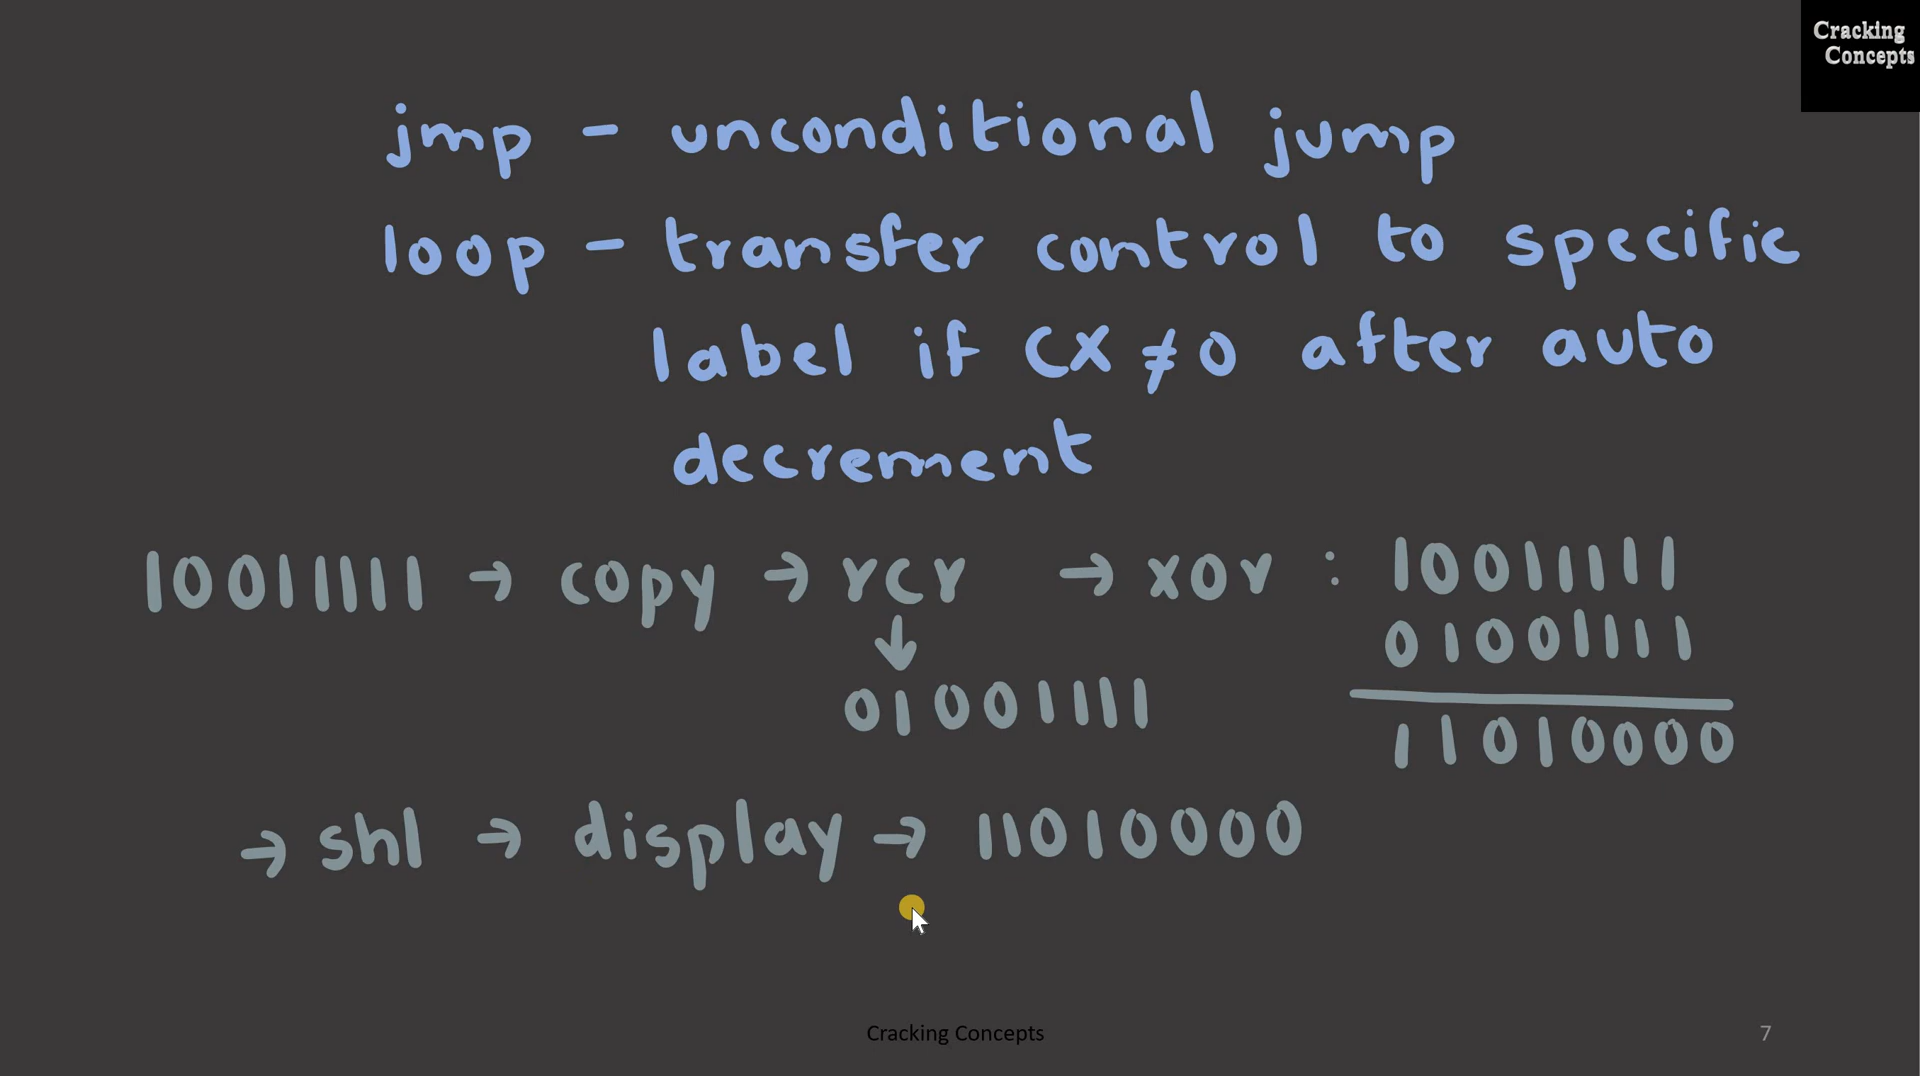 Cracking
Concepts
jmp - unconditional jump
loop - transfer control to specific
label if CX ≠ 0 after auto
decrement
10011111 → copy → rcr → xor : 10011111
↓ 01001111
01001111
11010000
→ shl → display → 11010000
Cracking Concepts
7